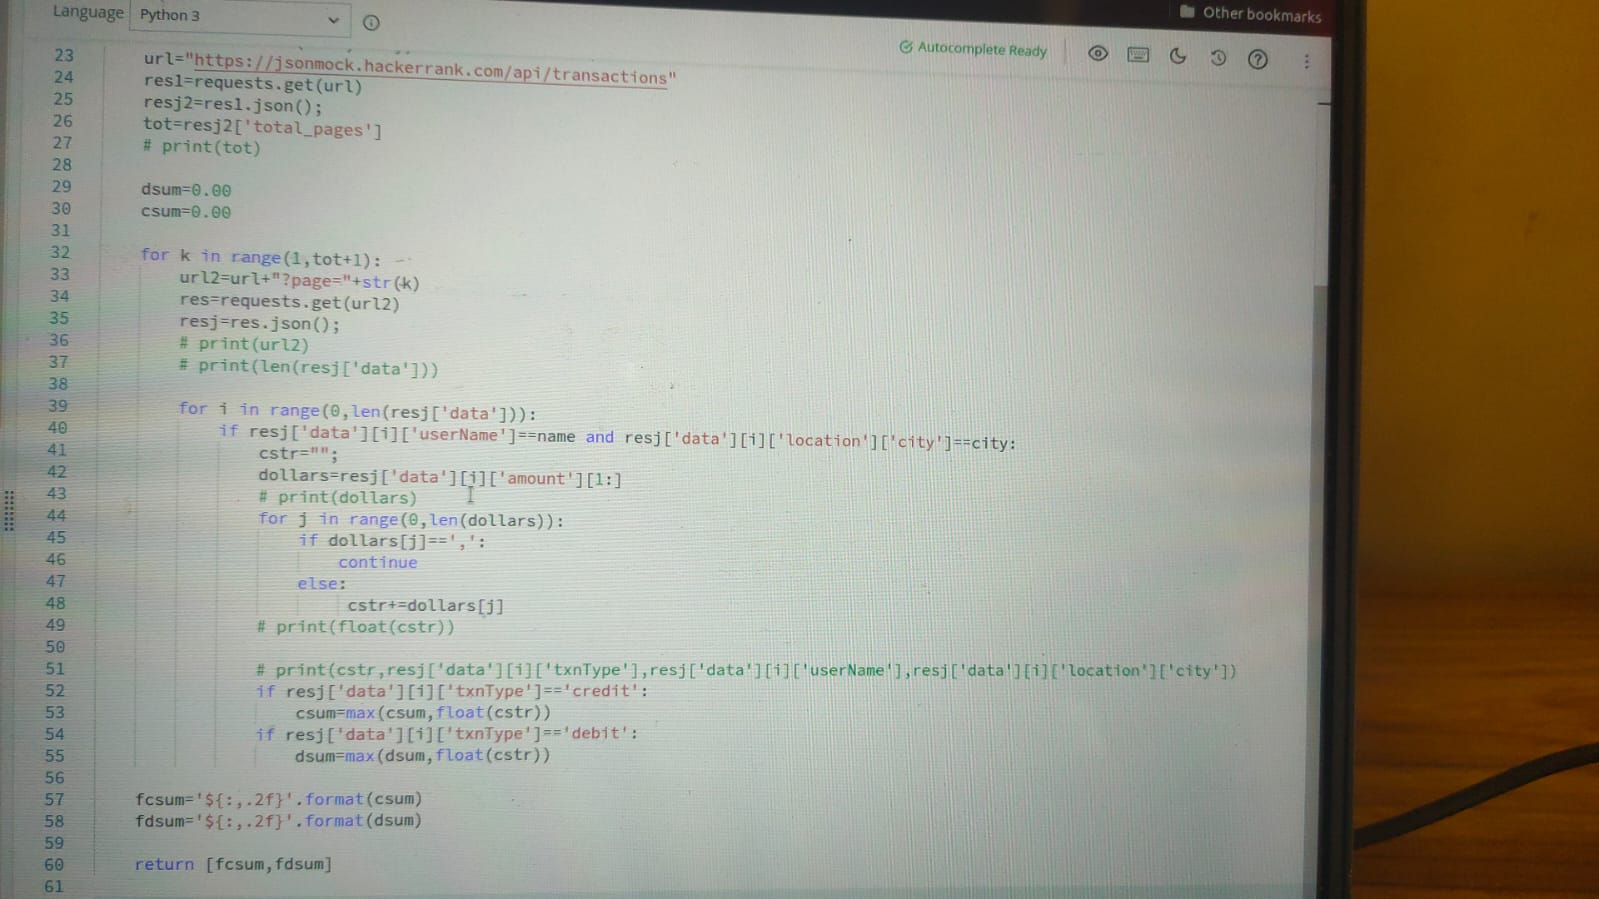 Language Python 3
Other bookmarks
Autocomplete Ready
23 url="https://jsonmock.hackerrank.com/api/transactions"
24 res1=requests.get(url)
25 resj2=res1.json();
26 tot=resj2['total_pages']
27 # print(tot)
28
29 dsum=0.00
30 csum=0.00
31
32 for k in range(1,tot+1):
33 url2=url+"?page="+str(k)
34 res=requests.get(url2)
35 resj=res.json();
36 # print(url2)
37 # print(len(resj['data']))
38
39 for i in range(0,len(resj['data'])):
40 if resj['data'][i]['userName']==name and resj['data'][i]['location']['city']==city:
41 cstr="";
42 dollars=resj['data'][i]['amount'][1:]
43 # print(dollars)
44 for j in range(0,len(dollars)):
45 if dollars[j]==',':
46 continue
47 else:
48 cstr+=dollars[j]
49 # print(float(cstr))
50
51 # print(cstr,resj['data'][i]['txnType'],resj['data'][i]['userName'],resj['data'][i]['location']['city'])
52 if resj['data'][i]['txnType']=='credit':
53 csum=max(csum,float(cstr))
54 if resj['data'][i]['txnType']=='debit':
55 dsum=max(dsum,float(cstr))
56
57 fcsum='${:,.2f}'.format(csum)
58 fdsum='${:,.2f}'.format(dsum)
59
60 return [fcsum,fdsum]
61